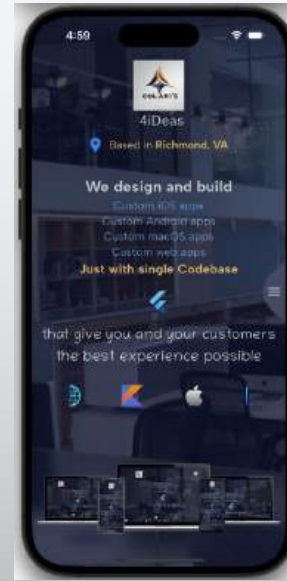 4:59
COLAKI'S
4iDeas
Based in Richmond, VA
We design and build
Custom iOS apps
Custom Android apps
Custom macOS apps
Custom web apps
Just with single Codebase
that give you and your customers
the best experience possible